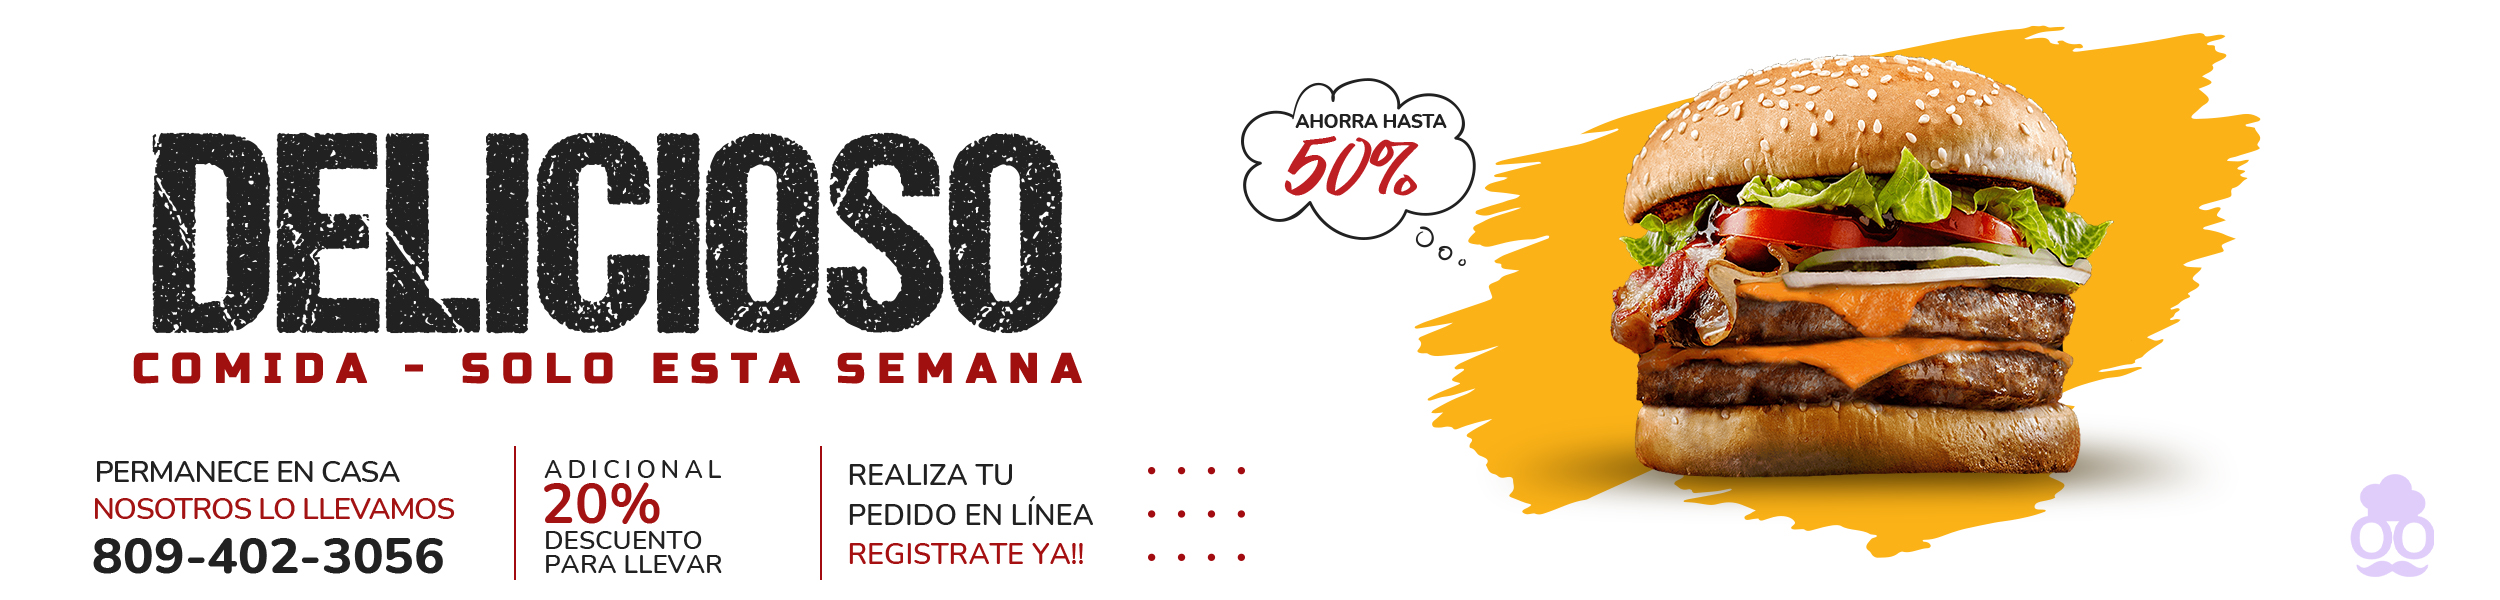 DELICIOSO
COMIDA - SOLO ESTA SEMANA
AHORRA HASTA
50%
PERMANECE EN CASA
NOSOTROS LO LLEVAMOS
809-402-3056
ADICIONAL
20%
DESCUENTO
PARA LLEVAR
REALIZA TU
PEDIDO EN LÍNEA
REGISTRATE YA!!